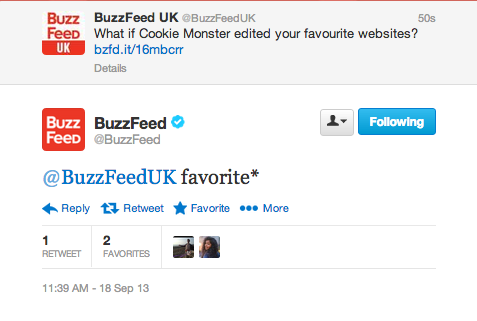 BuzzFeed UK @BuzzFeedUK 50s
Buzz
FeeD
UK
What if Cookie Monster edited your favourite websites?
bzfd.it/16mbcrr
Details
Buzz
FeeD
BuzzFeed
@BuzzFeed
Following
@BuzzFeedUK favorite*
Reply Retweet Favorite More
1
RETWEET
2
FAVORITES
11:39 AM - 18 Sep 13